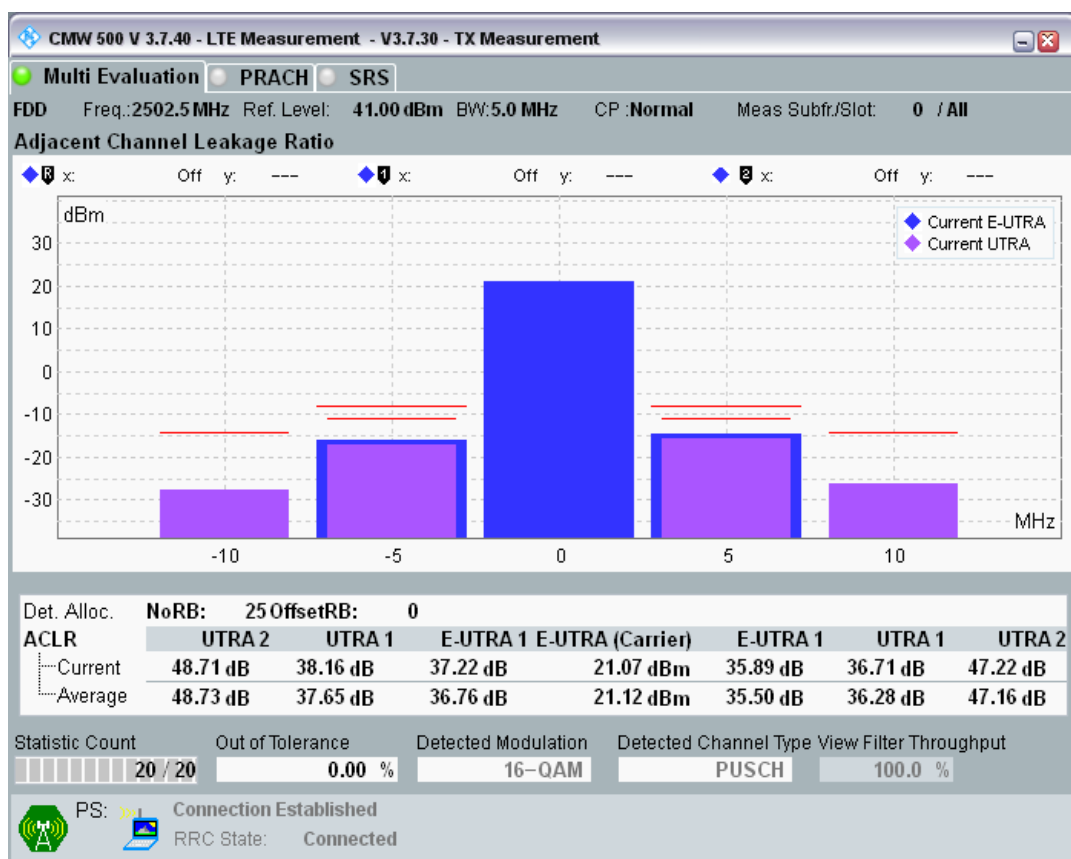 CMW 500 V 3.7.40 - LTE Measurement - V3.7.30 - TX Measurement
Multi Evaluation PRACH SRS
FDD Freq.:2502.5 MHz Ref. Level: 41.00 dBm BW:5.0 MHz CP :Normal Meas Subfr./Slot: 0 / All
Adjacent Channel Leakage Ratio
R x: Off y: --- 1 x: Off y: --- 2 x: Off y: ---
dBm
Current E-UTRA
Current UTRA
30
20
10
0
-10
-20
-30
MHz
-10 -5 0 5 10
Det. Alloc. NoRB: 25 OffsetRB: 0
ACLR UTRA 2 UTRA 1 E-UTRA 1 E-UTRA (Carrier) E-UTRA 1 UTRA 1 UTRA 2
Current 48.71 dB 38.16 dB 37.22 dB 21.07 dBm 35.89 dB 36.71 dB 47.22 dB
Average 48.73 dB 37.65 dB 36.76 dB 21.12 dBm 35.50 dB 36.28 dB 47.16 dB
Statistic Count Out of Tolerance Detected Modulation Detected Channel Type View Filter Throughput
20 / 20 0.00 % 16-QAM PUSCH 100.0 %
PS: Connection Established
RRC State: Connected